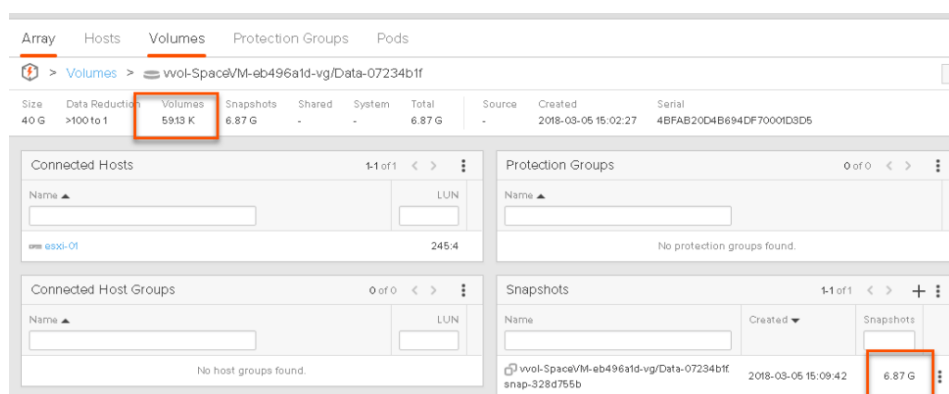 Array Hosts Volumes Protection Groups Pods
> Volumes > vvol-SpaceVM-eb496a1d-vg/Data-07234b1f
Size Data Reduction Volumes Snapshots Shared System Total Source Created Serial
40 G >100 to 1 59.13 K 6.87 G - - 6.87 G - 2018-03-05 15:02:27 4BFAB20D4B694DF70001D3D5
Connected Hosts 1-1 of 1 < >
Name ▲ LUN
esxi-01 245:4
Protection Groups 0 of 0 < >
Name ▲
No protection groups found.
Connected Host Groups 0 of 0 < >
Name ▲ LUN
No host groups found.
Snapshots 1-1 of 1 < > +
Name Created ▼ Snapshots
vvol-SpaceVM-eb496a1d-vg/Data-07234b1f.
snap-328d755b 2018-03-05 15:09:42 6.87 G